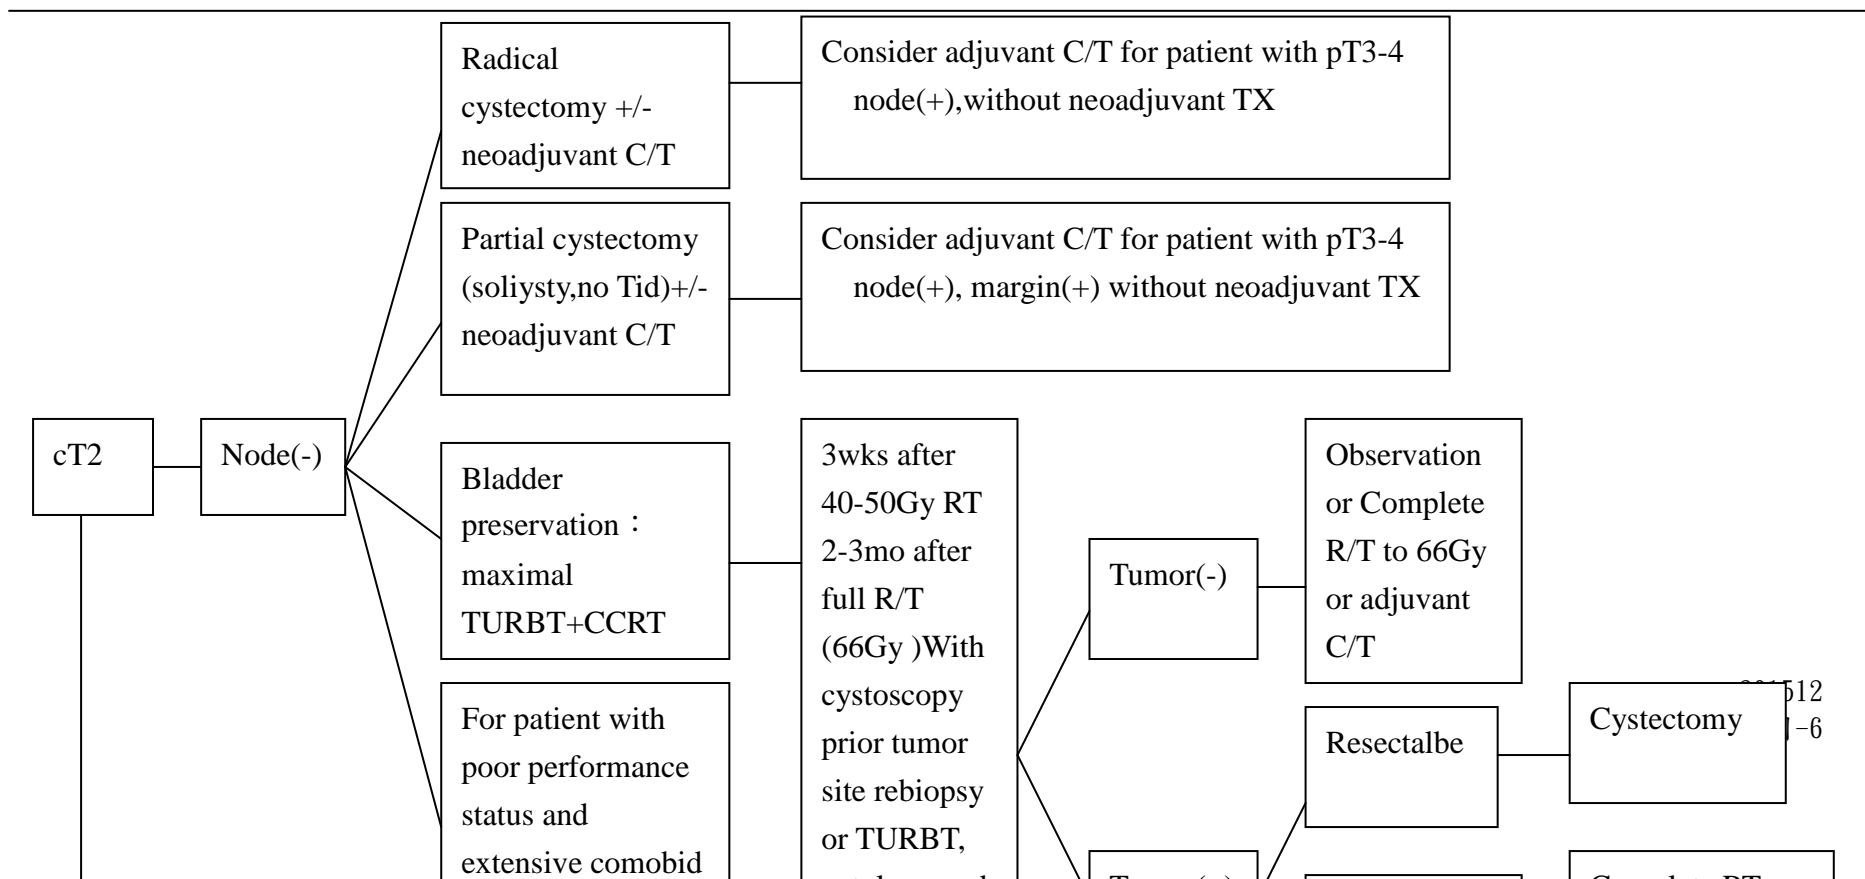 Radical
cystectomy +/-
neoadjuvant C/T
Consider adjuvant C/T for patient with pT3-4
node(+),without neoadjuvant TX
Partial cystectomy
(soliysty,no Tid)+/-
neoadjuvant C/T
Consider adjuvant C/T for patient with pT3-4
node(+), margin(+) without neoadjuvant TX
cT2
Node(-)
Bladder
preservation：
maximal
TURBT+CCRT
3wks after
40-50Gy RT
2-3mo after
full R/T
(66Gy )With
cystoscopy
prior tumor
site rebiopsy
or TURBT,
Tumor(-)
Observation
or Complete
R/T to 66Gy
or adjuvant
C/T
For patient with
poor performance
status and
extensive comobid
Resectalbe
Cystectomy
512
-6